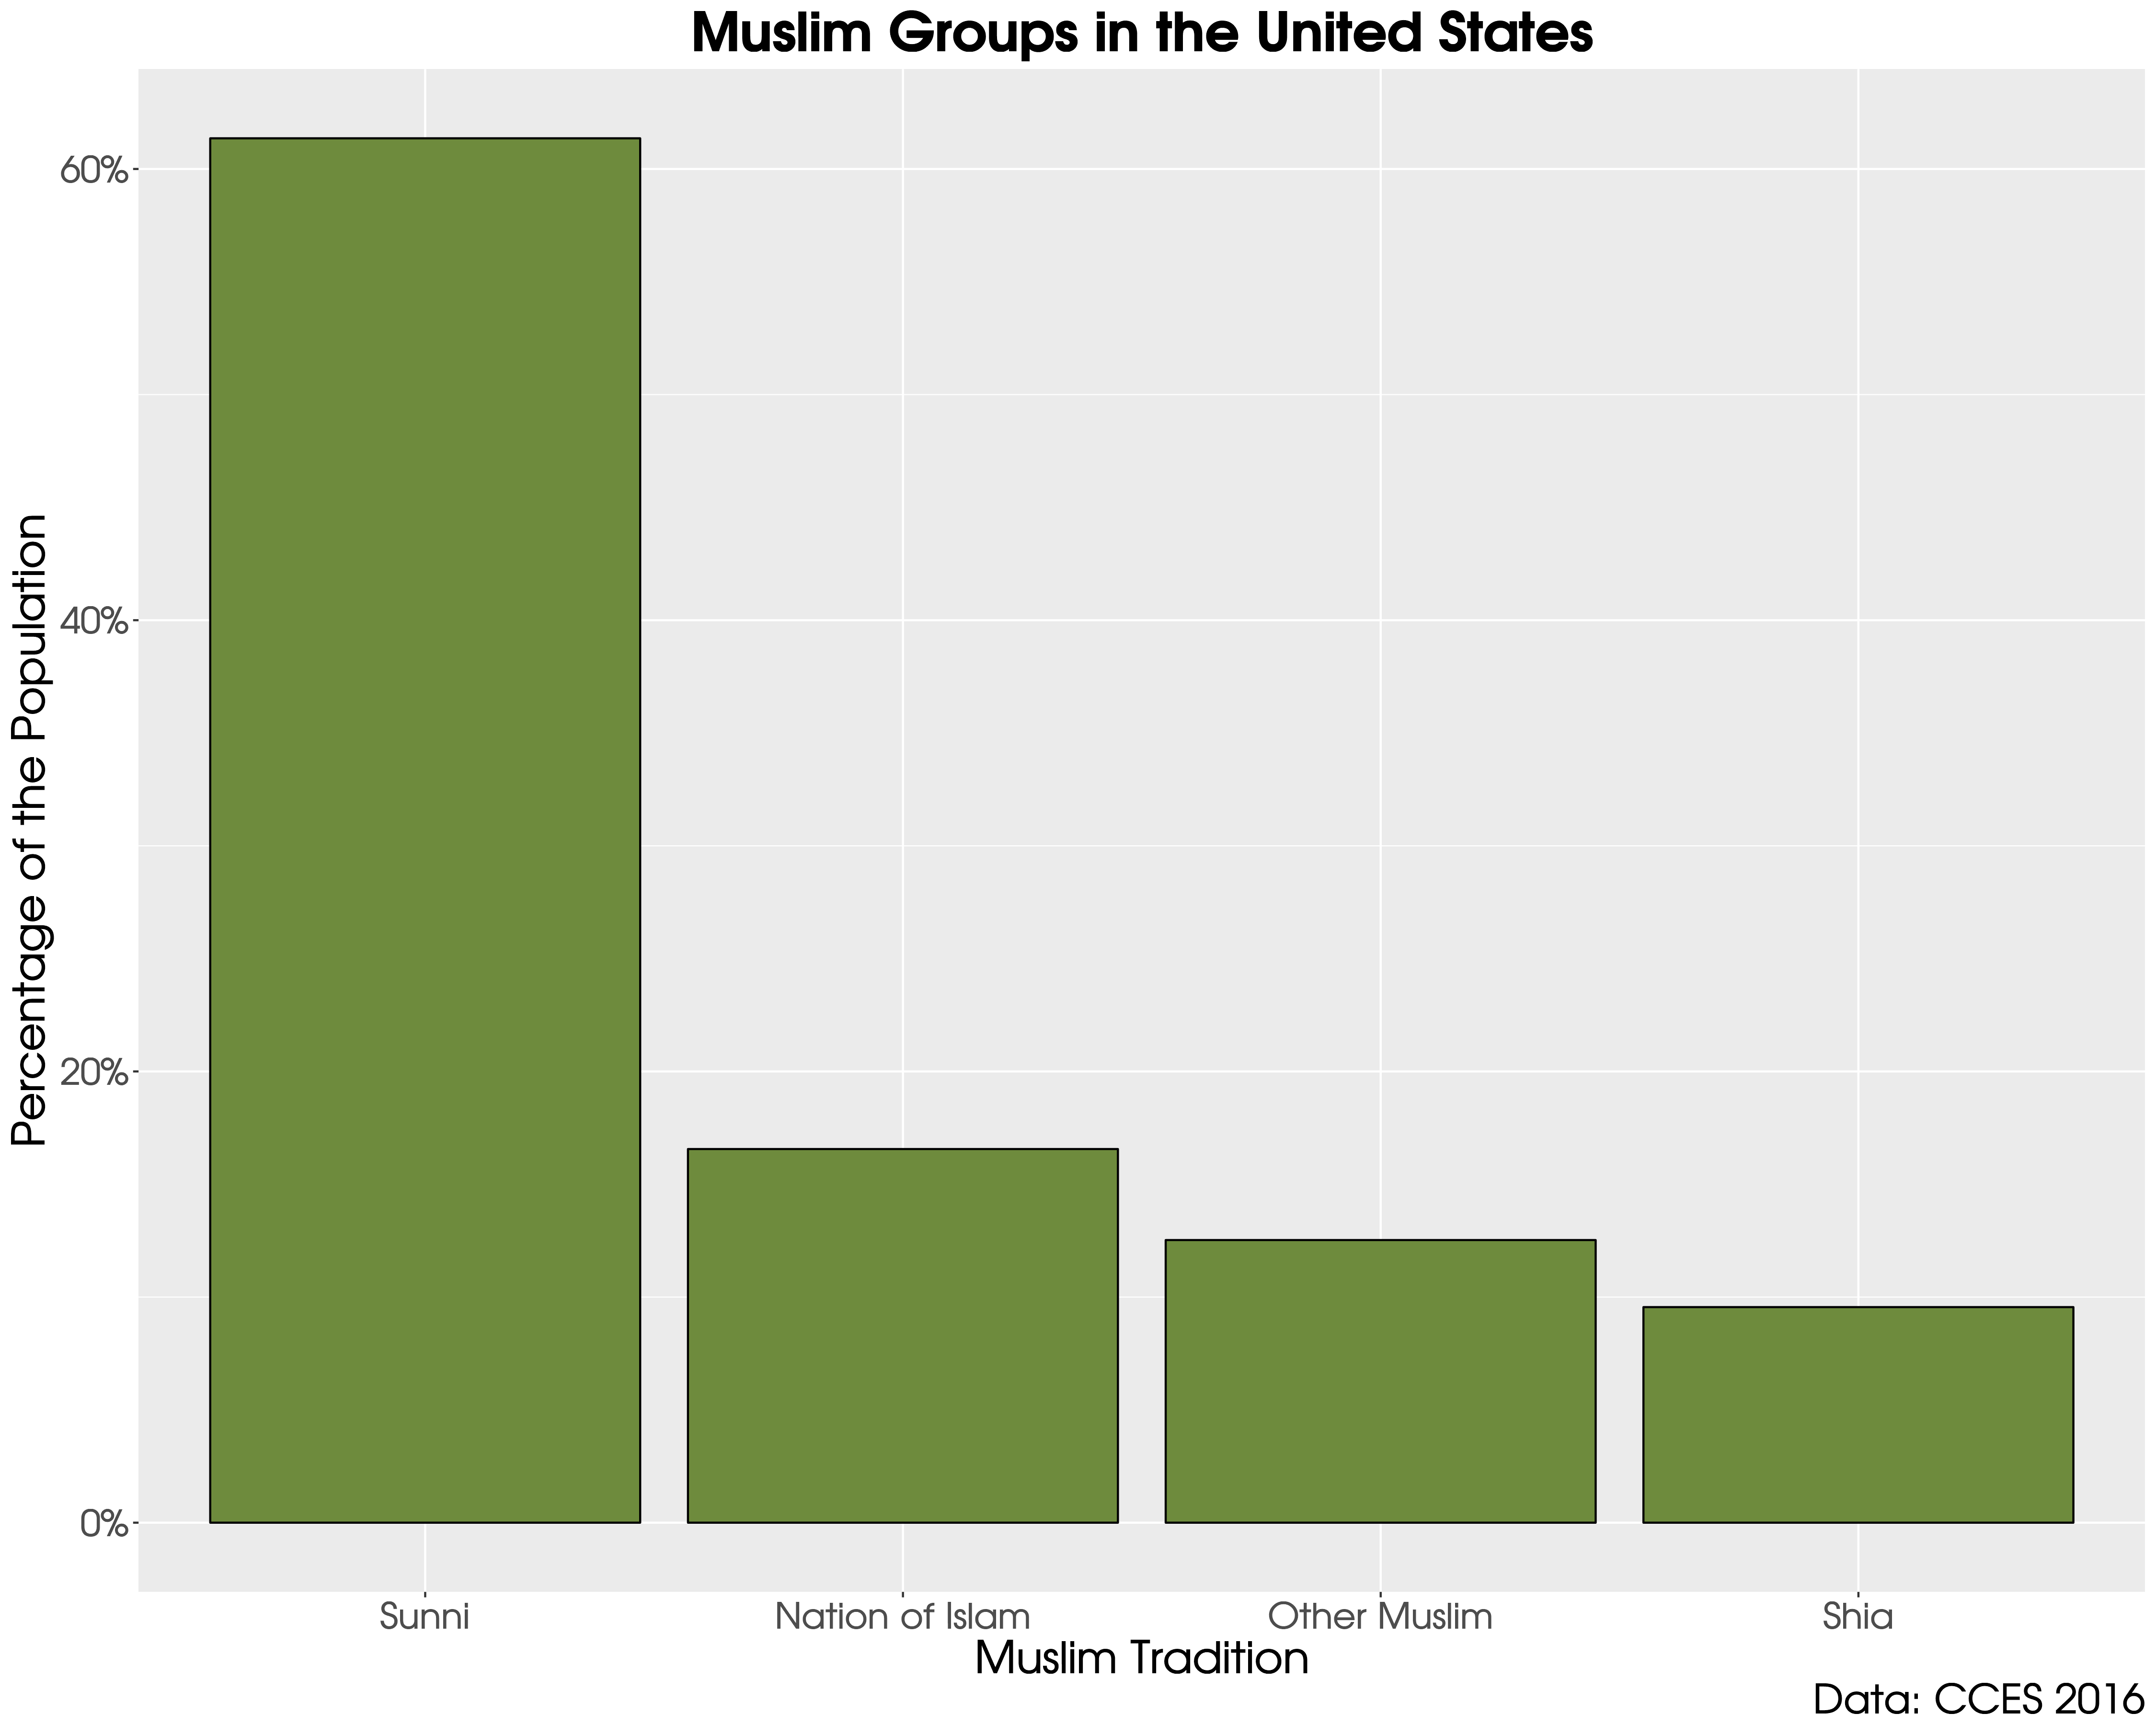 Muslim Groups in the United States
Percentage of the Population
60%
40%
20%
0%
Sunni
Nation of Islam
Other Muslim
Shia
Muslim Tradition
Data: CCES 2016